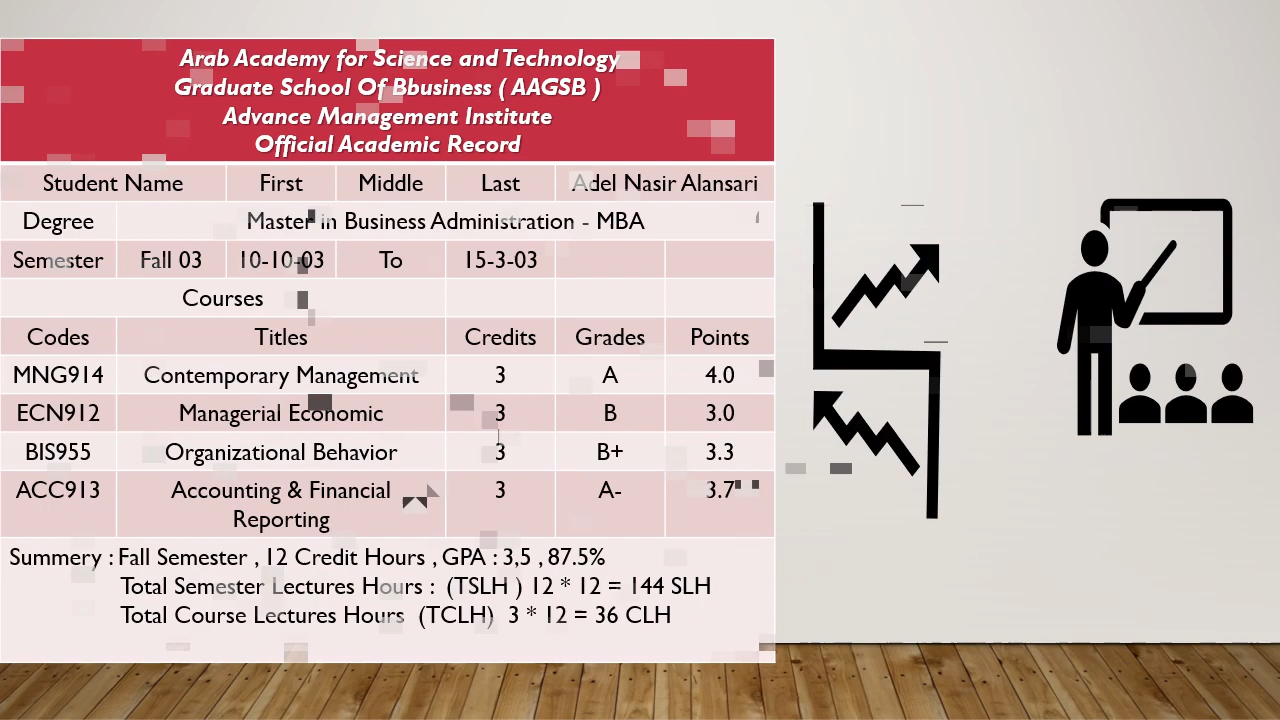 Arab Academy for Science and Technology
Graduate School Of Bbusiness ( AAGSB )
Advance Management Institute
Official Academic Record
Student Name First Middle Last Adel Nasir Alansari
Degree Master in Business Administration - MBA
Semester Fall 03 10-10-03 To 15-3-03
Courses
Codes Titles Credits Grades Points
MNG914 Contemporary Management 3 A 4.0
ECN912 Managerial Economic 3 B 3.0
BIS955 Organizational Behavior 3 B+ 3.3
ACC913 Accounting & Financial 3 A- 3.7
Reporting
Summery : Fall Semester , 12 Credit Hours , GPA : 3,5 , 87.5%
Total Semester Lectures Hours : (TSLH ) 12 * 12 = 144 SLH
Total Course Lectures Hours (TCLH) 3 * 12 = 36 CLH